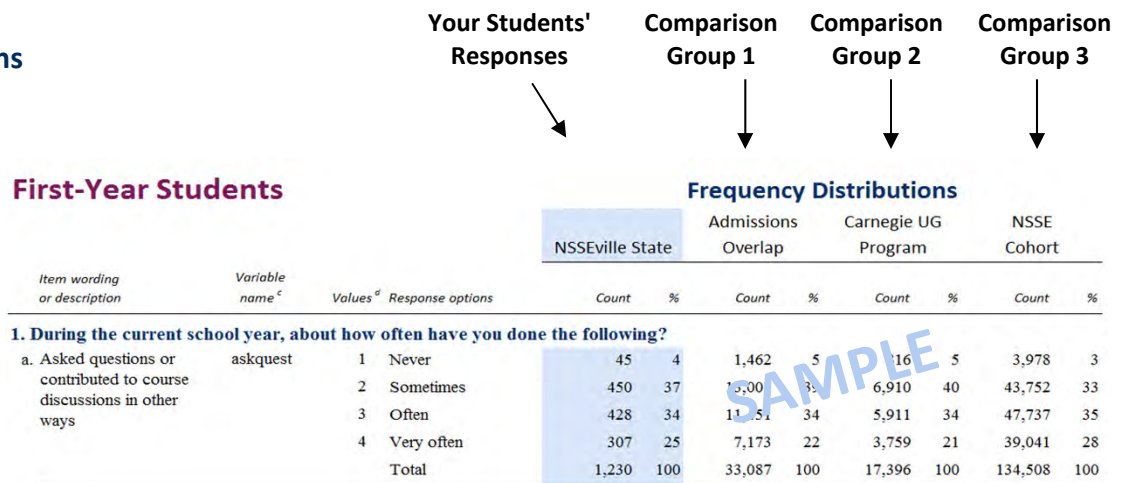 Your Students' Comparison Comparison Comparison
Responses Group 1 Group 2 Group 3
ns
First-Year Students Frequency Distributions
Admissions Carnegie UG NSSE
NSSEville State Overlap Program Cohort
Item wording Variable
or description name c Values d Response options Count % Count % Count % Count %
1. During the current school year, about how often have you done the following?
a. Asked questions or askquest 1 Never 45 4 1,462 5 5 3,978 3
contributed to course 2 Sometimes 450 37 6,910 40 43,752 33
discussions in other
ways 3 Often 428 34 34 5,911 34 47,737 35
4 Very often 307 25 7,173 22 3,759 21 39,041 28
Total 1,230 100 33,087 100 17,396 100 134,508 100
SAMPLE